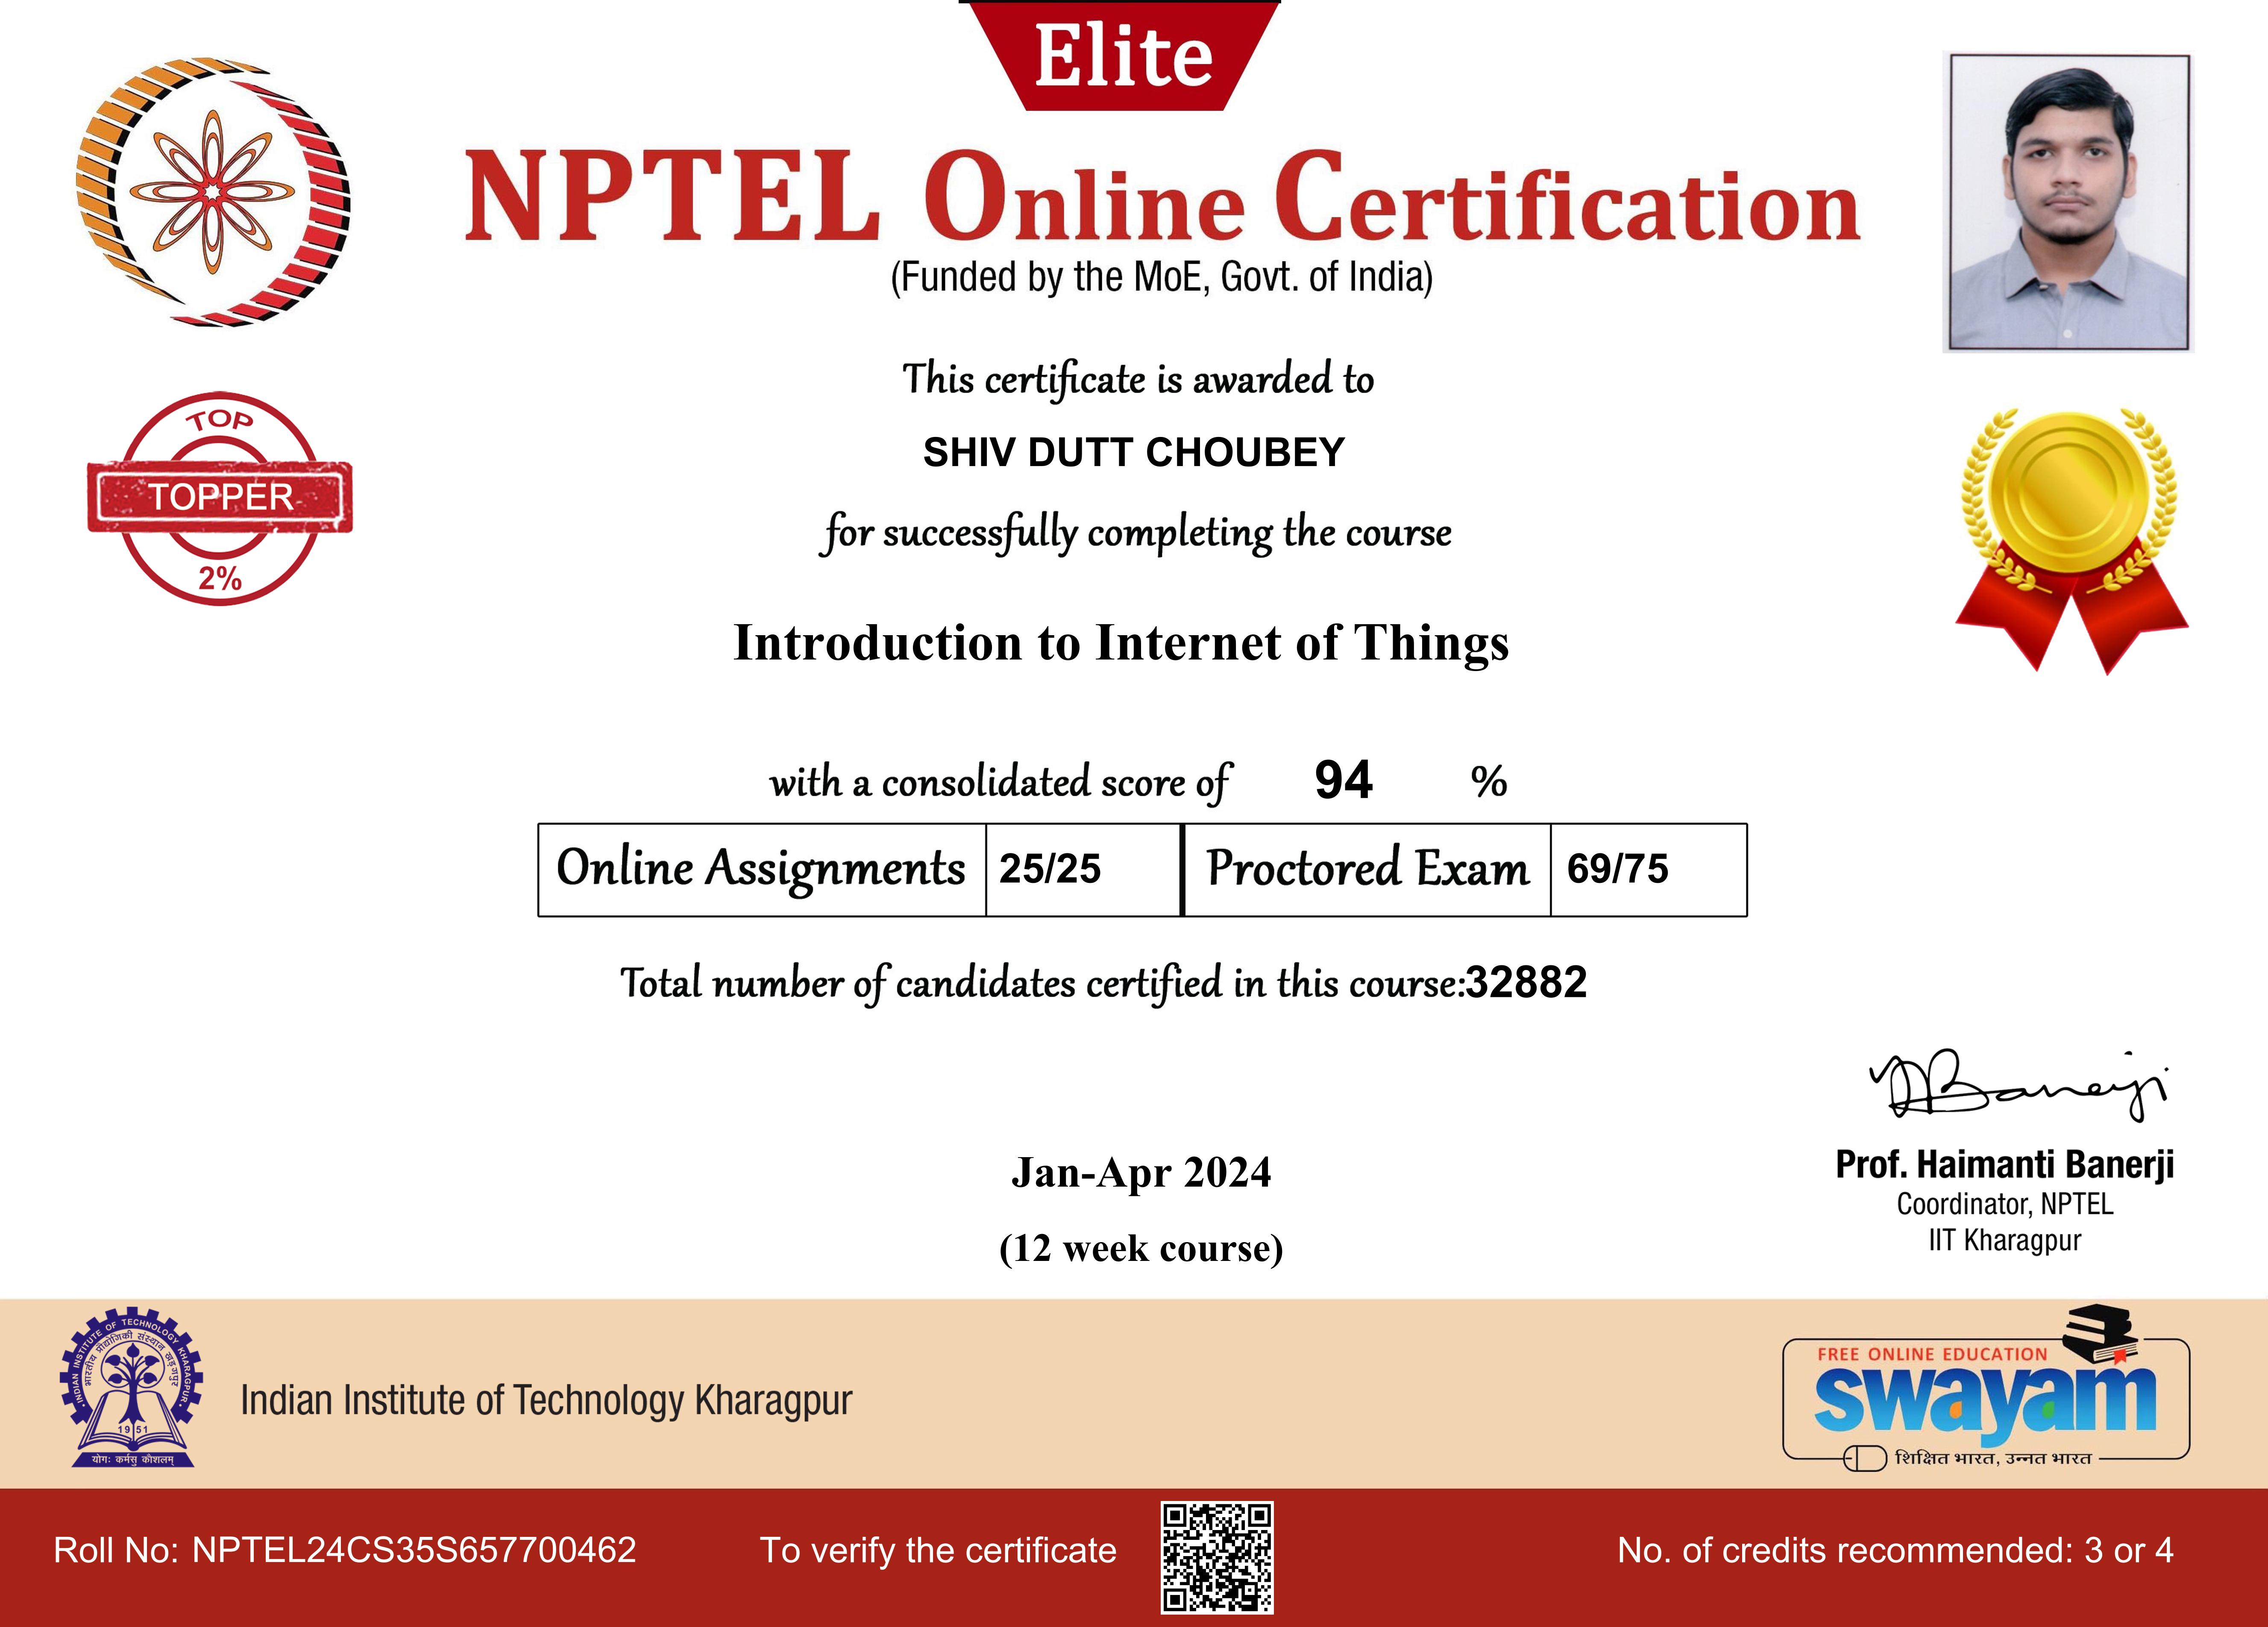 Elite
NPTEL Online Certification
(Funded by the MoE, Govt. of India)
This certificate is awarded to
SHIV DUTT CHOUBEY
for successfully completing the course
TOP
TOPPER
2%
Introduction to Internet of Things
with a consolidated score of 94 %
Online Assignments 25/25 Proctored Exam 69/75
Total number of candidates certified in this course:32882
Banerji
Prof. Haimanti Banerji
Coordinator, NPTEL
IIT Kharagpur
Jan-Apr 2024
(12 week course)
INDIAN INSTITUTE OF TECHNOLOGY KHARAGPUR
भारतीय प्रौद्योगिकी संस्थान खड़गपुर
1951
योगः कर्मसु कौशलम्
Indian Institute of Technology Kharagpur
FREE ONLINE EDUCATION
swayam
शिक्षित भारत, उन्नत भारत
Roll No: NPTEL24CS35S657700462
To verify the certificate
No. of credits recommended: 3 or 4